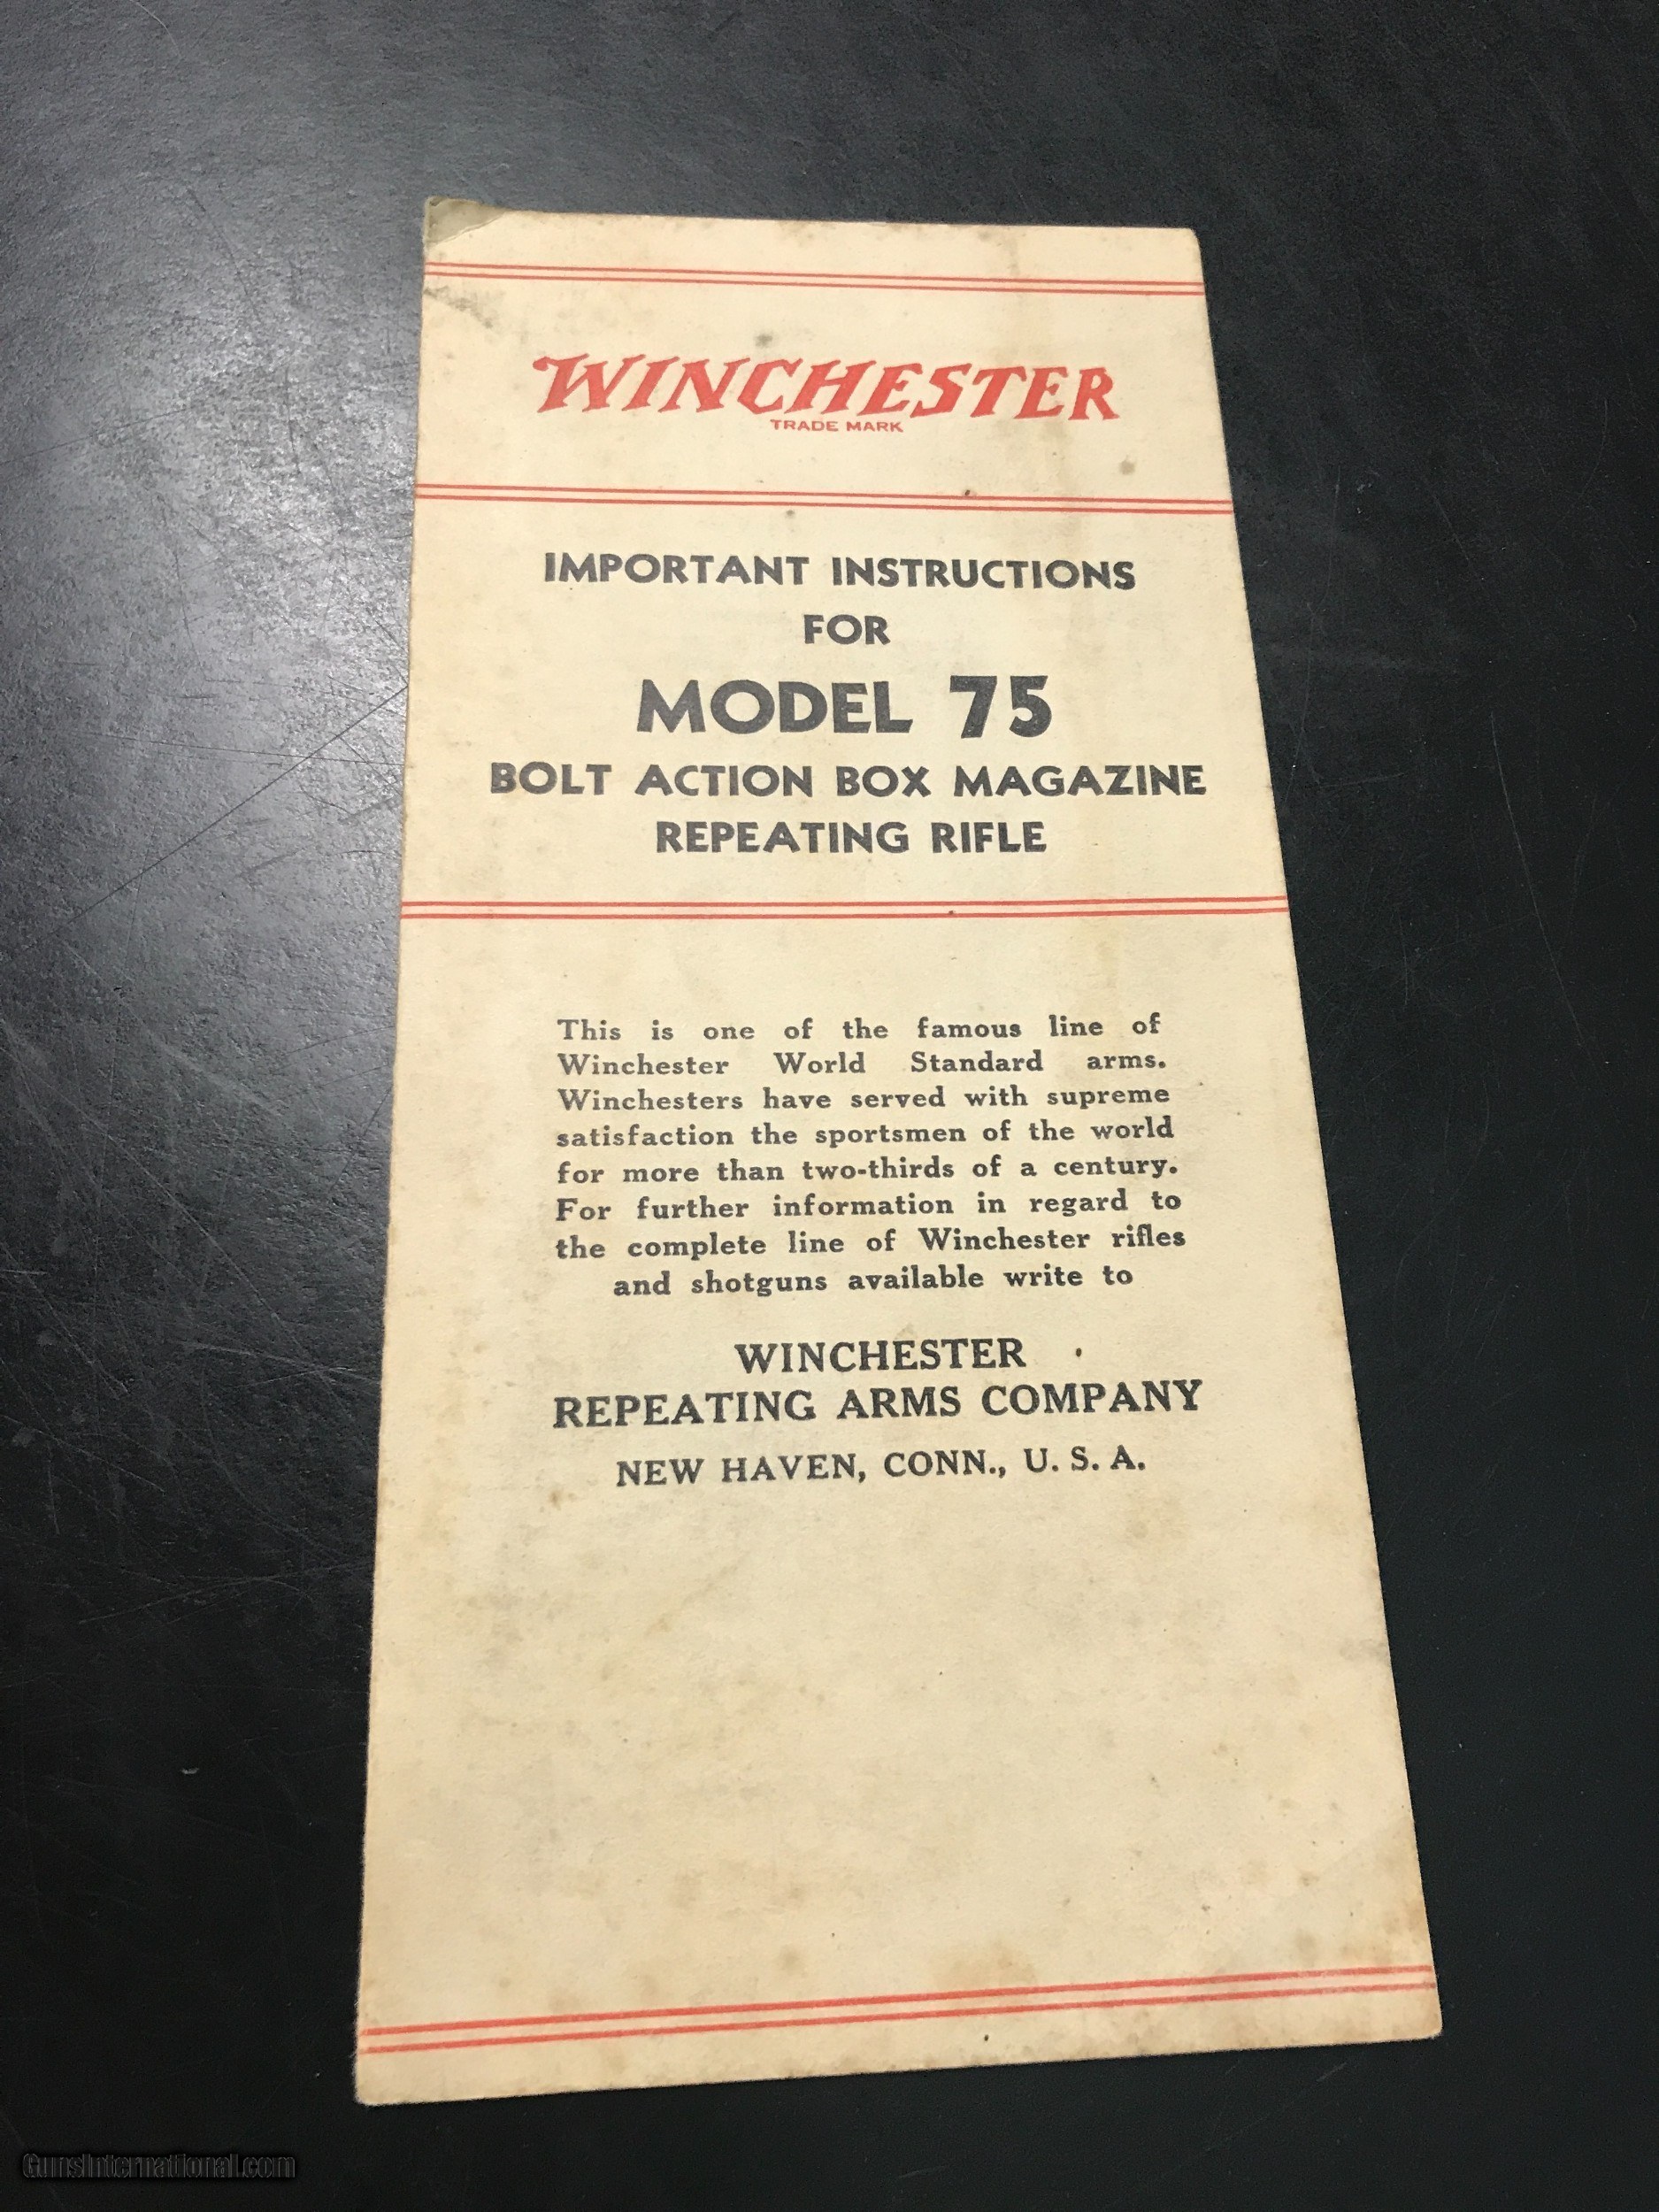 WINCHESTER
TRADE MARK
IMPORTANT INSTRUCTIONS
FOR
MODEL 75
BOLT ACTION BOX MAGAZINE
REPEATING RIFLE
This is one of the famous line of
Winchester World Standard arms.
Winchesters have served with supreme
satisfaction the sportsmen of the world
for more than two-thirds of a century.
For further information in regard to
the complete line of Winchester rifles
and shotguns available write to
WINCHESTER
REPEATING ARMS COMPANY
NEW HAVEN, CONN., U. S. A.
GunsInternational.com